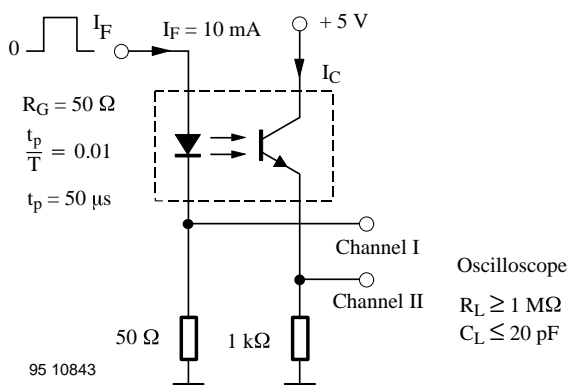 0
I_F
I_F = 10 mA
+ 5 V
I_C
R_G = 50 Ω
t_p
T = 0.01
t_p = 50 μs
Channel I
Channel II
50 Ω
1 kΩ
Oscilloscope
R_L ≥ 1 MΩ
C_L ≤ 20 pF
95 10843